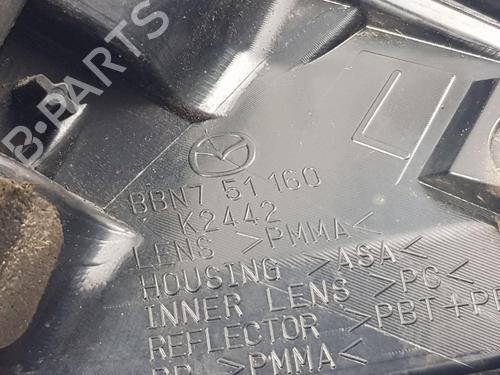 B-PARTS
BBN7 51 160
K2442
LENS >PMMA<
HOUSING >ASA<
INNER LENS >PC<
REFLECTOR >PBT+PE
>PMMA<